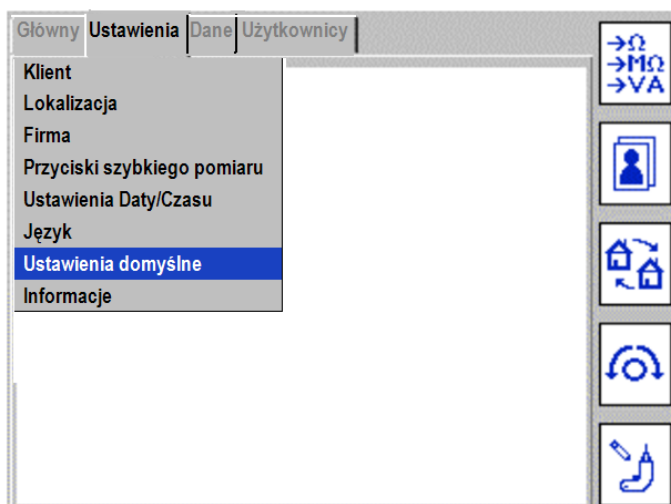 Główny Ustawienia Dane Użytkownicy
Klient
Lokalizacja
Firma
Przyciski szybkiego pomiaru
Ustawienia Daty/Czasu
Język
Ustawienia domyślne
Informacje
→Ω
→MΩ
→VA